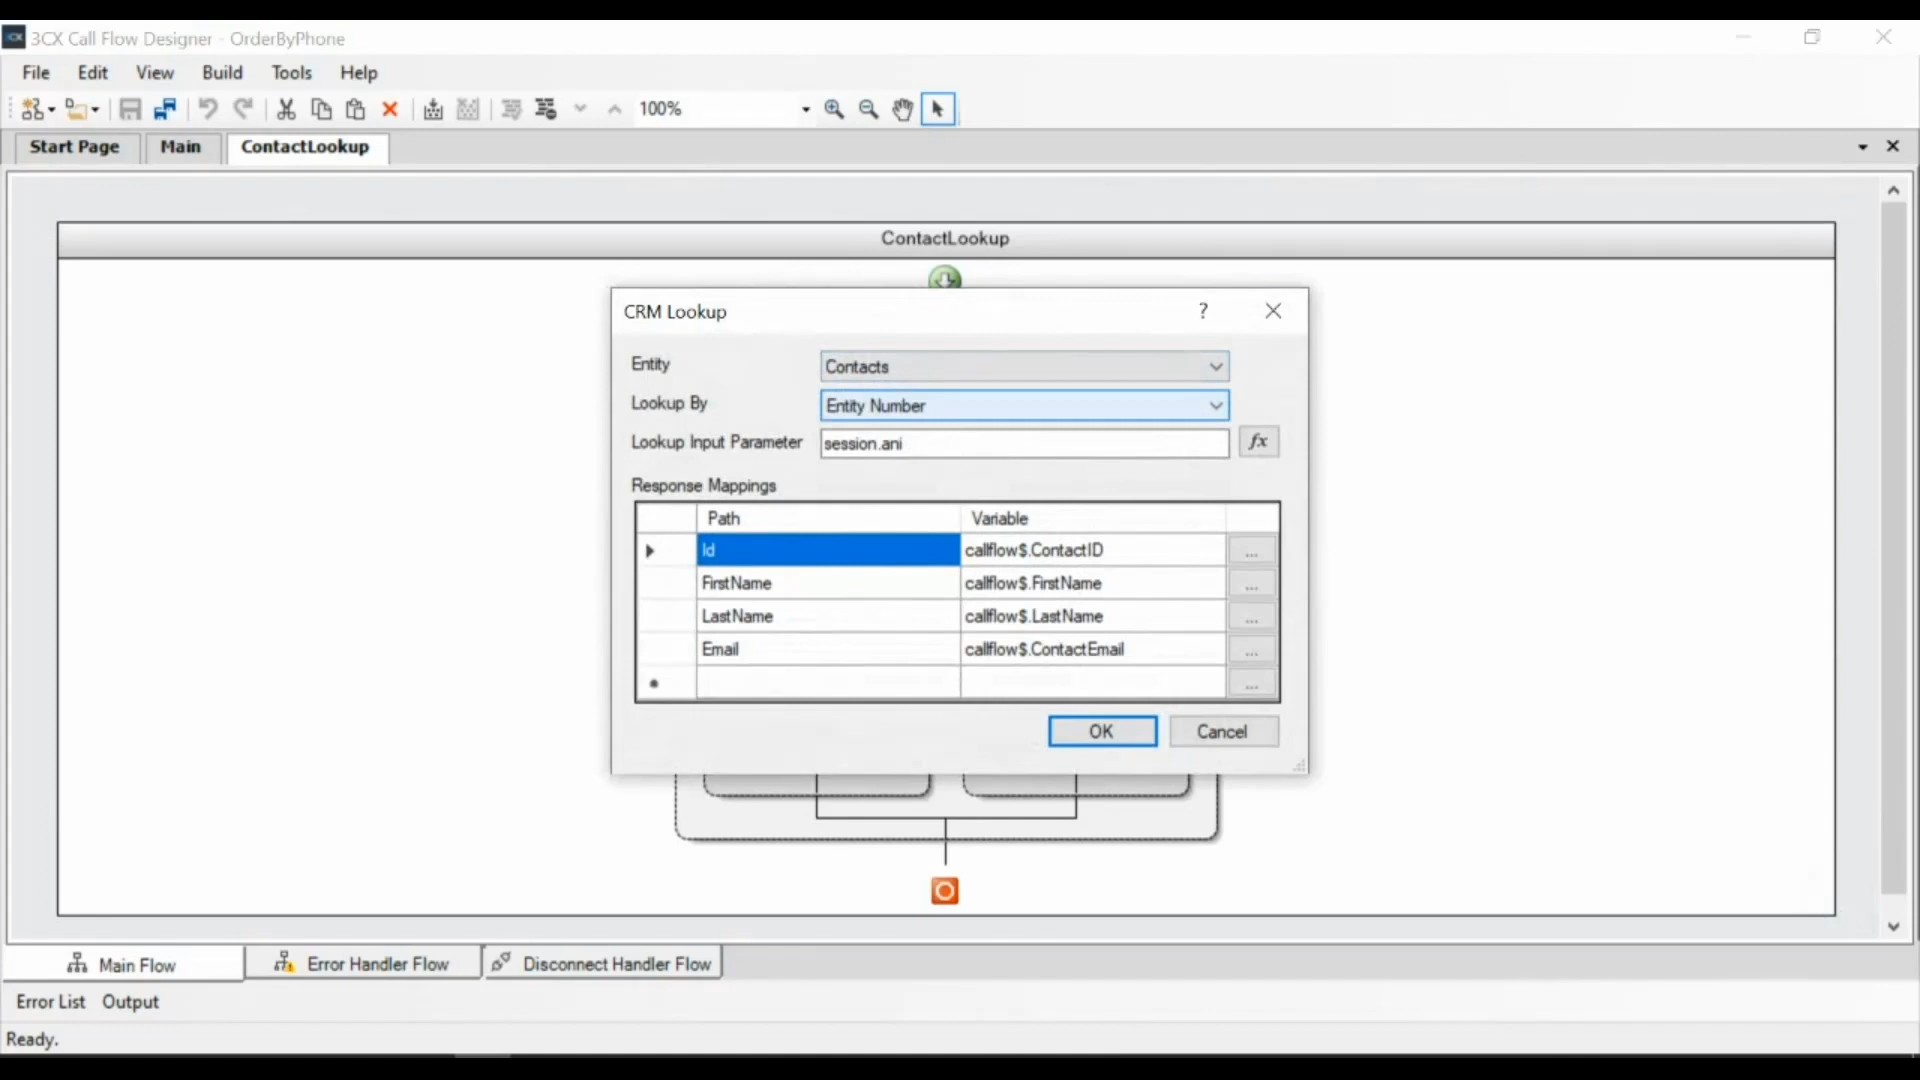 3CX Call Flow Designer - OrderByPhone
File Edit View Build Tools Help
100%
Start Page Main ContactLookup
ContactLookup
CRM Lookup ?
Entity Contacts
Lookup By Entity Number
Lookup Input Parameter session.ani fx
Response Mappings
Path Variable
Id callflow$.ContactID ...
FirstName callflow$.FirstName ...
LastName callflow$.LastName ...
Email callflow$.ContactEmail ...
...
OK Cancel
Main Flow Error Handler Flow Disconnect Handler Flow
Error List Output
Ready.